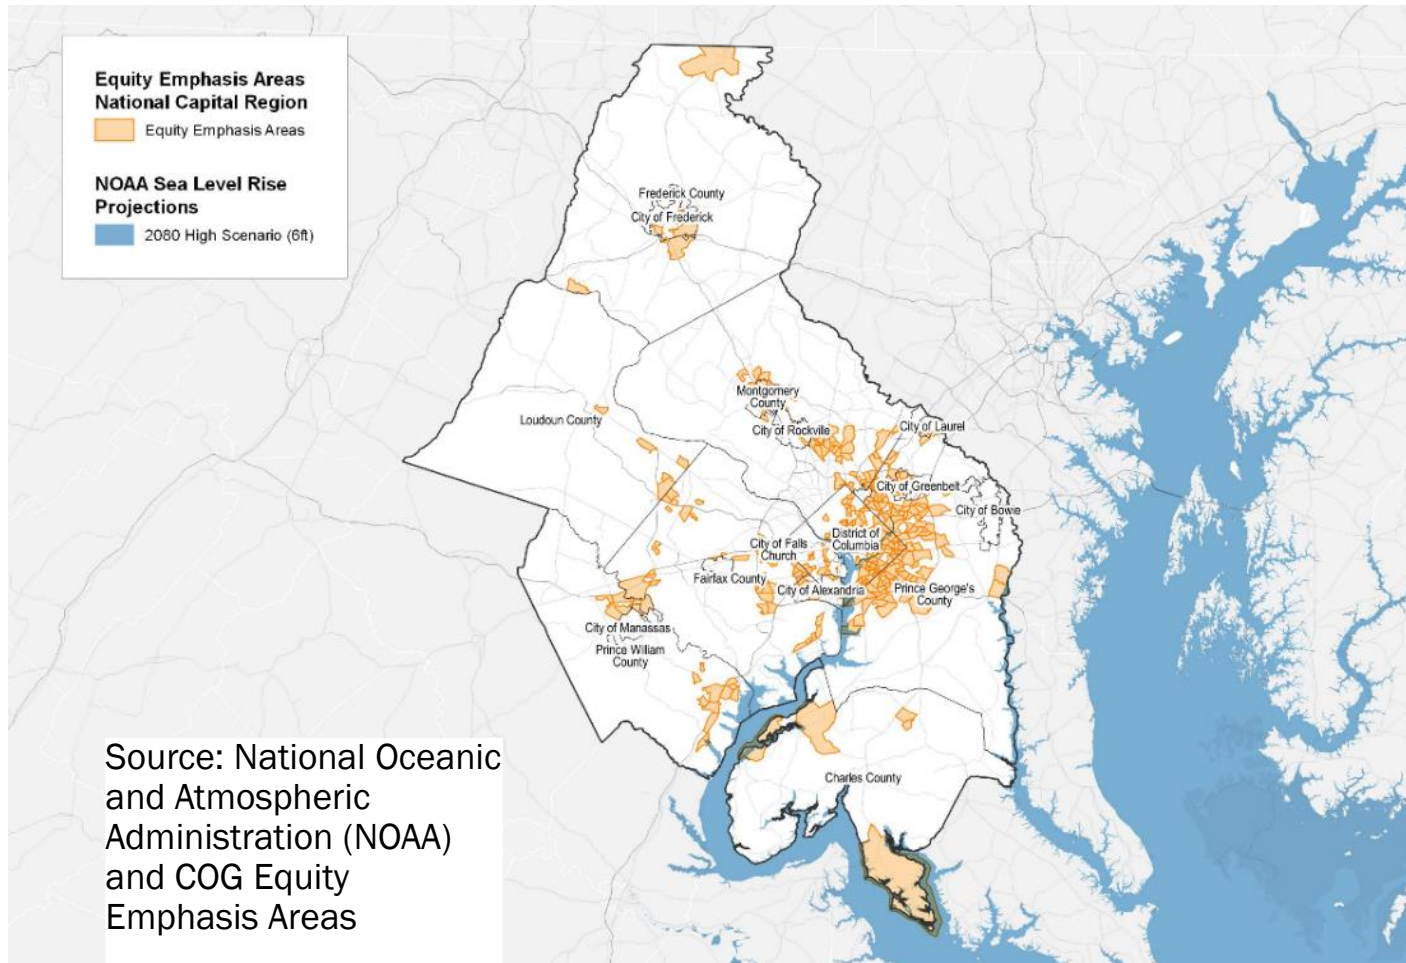 Equity Emphasis Areas
National Capital Region
Equity Emphasis Areas
NOAA Sea Level Rise
Projections
2080 High Scenario (6ft)
Frederick County
City of Frederick
Montgomery
County
Loudoun County
City of Rockville
City of Laurel
City of Greenbelt
City of Bowie
District of
Columbia
City of Falls
Church
Fairfax County
City of Alexandria
Prince George's
County
City of Manassas
Prince William
County
Charles County
Source: National Oceanic
and Atmospheric
Administration (NOAA)
and COG Equity
Emphasis Areas